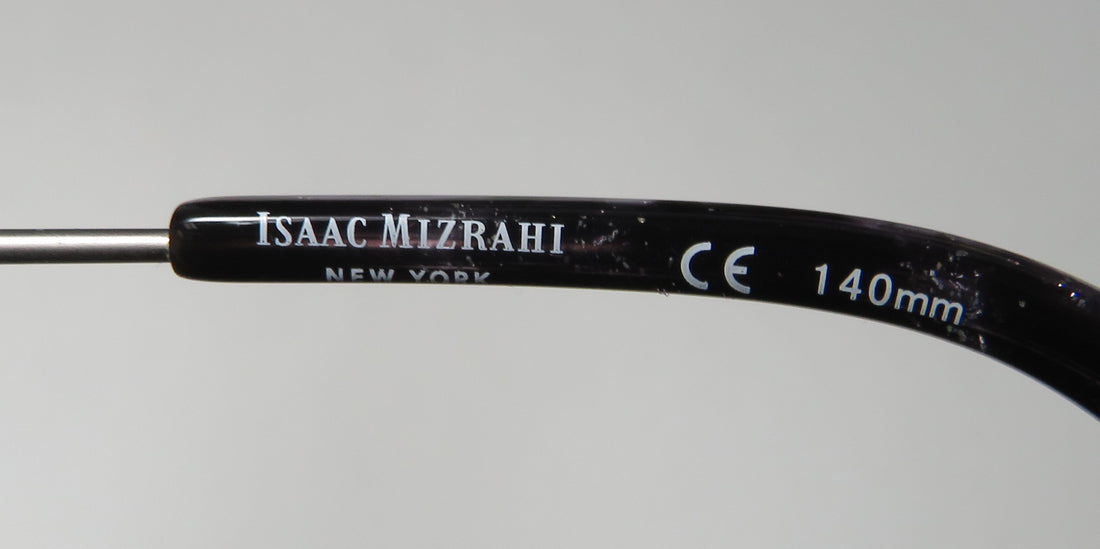 ISAAC MIZRAHI
NEW YORK
CE 140mm